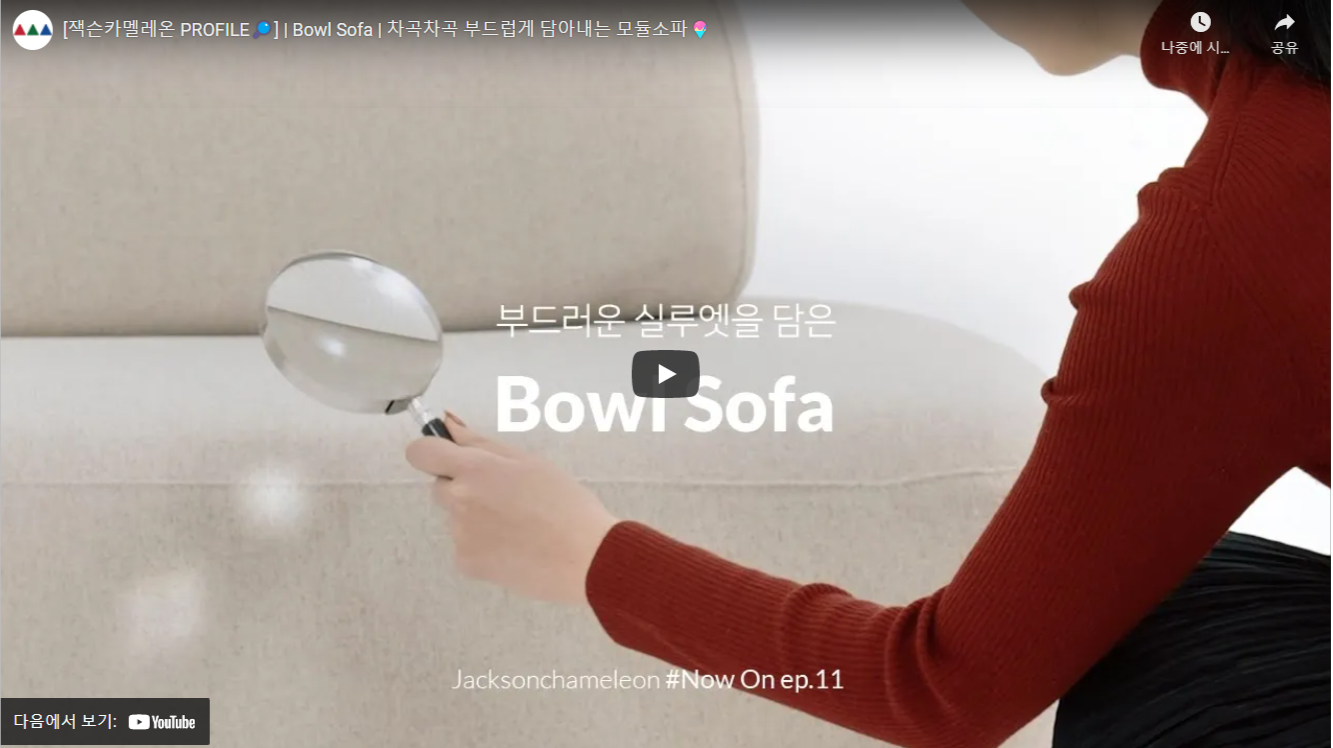 [잭슨카멜레온 PROFILE🔎] | Bowl Sofa | 차곡차곡 부드럽게 담아내는 모듈소파🍧
나중에 시...
공유
부드러운 실루엣을 담은
Bowl Sofa
Jacksonchameleon #Now On ep.11
다음에서 보기: YouTube